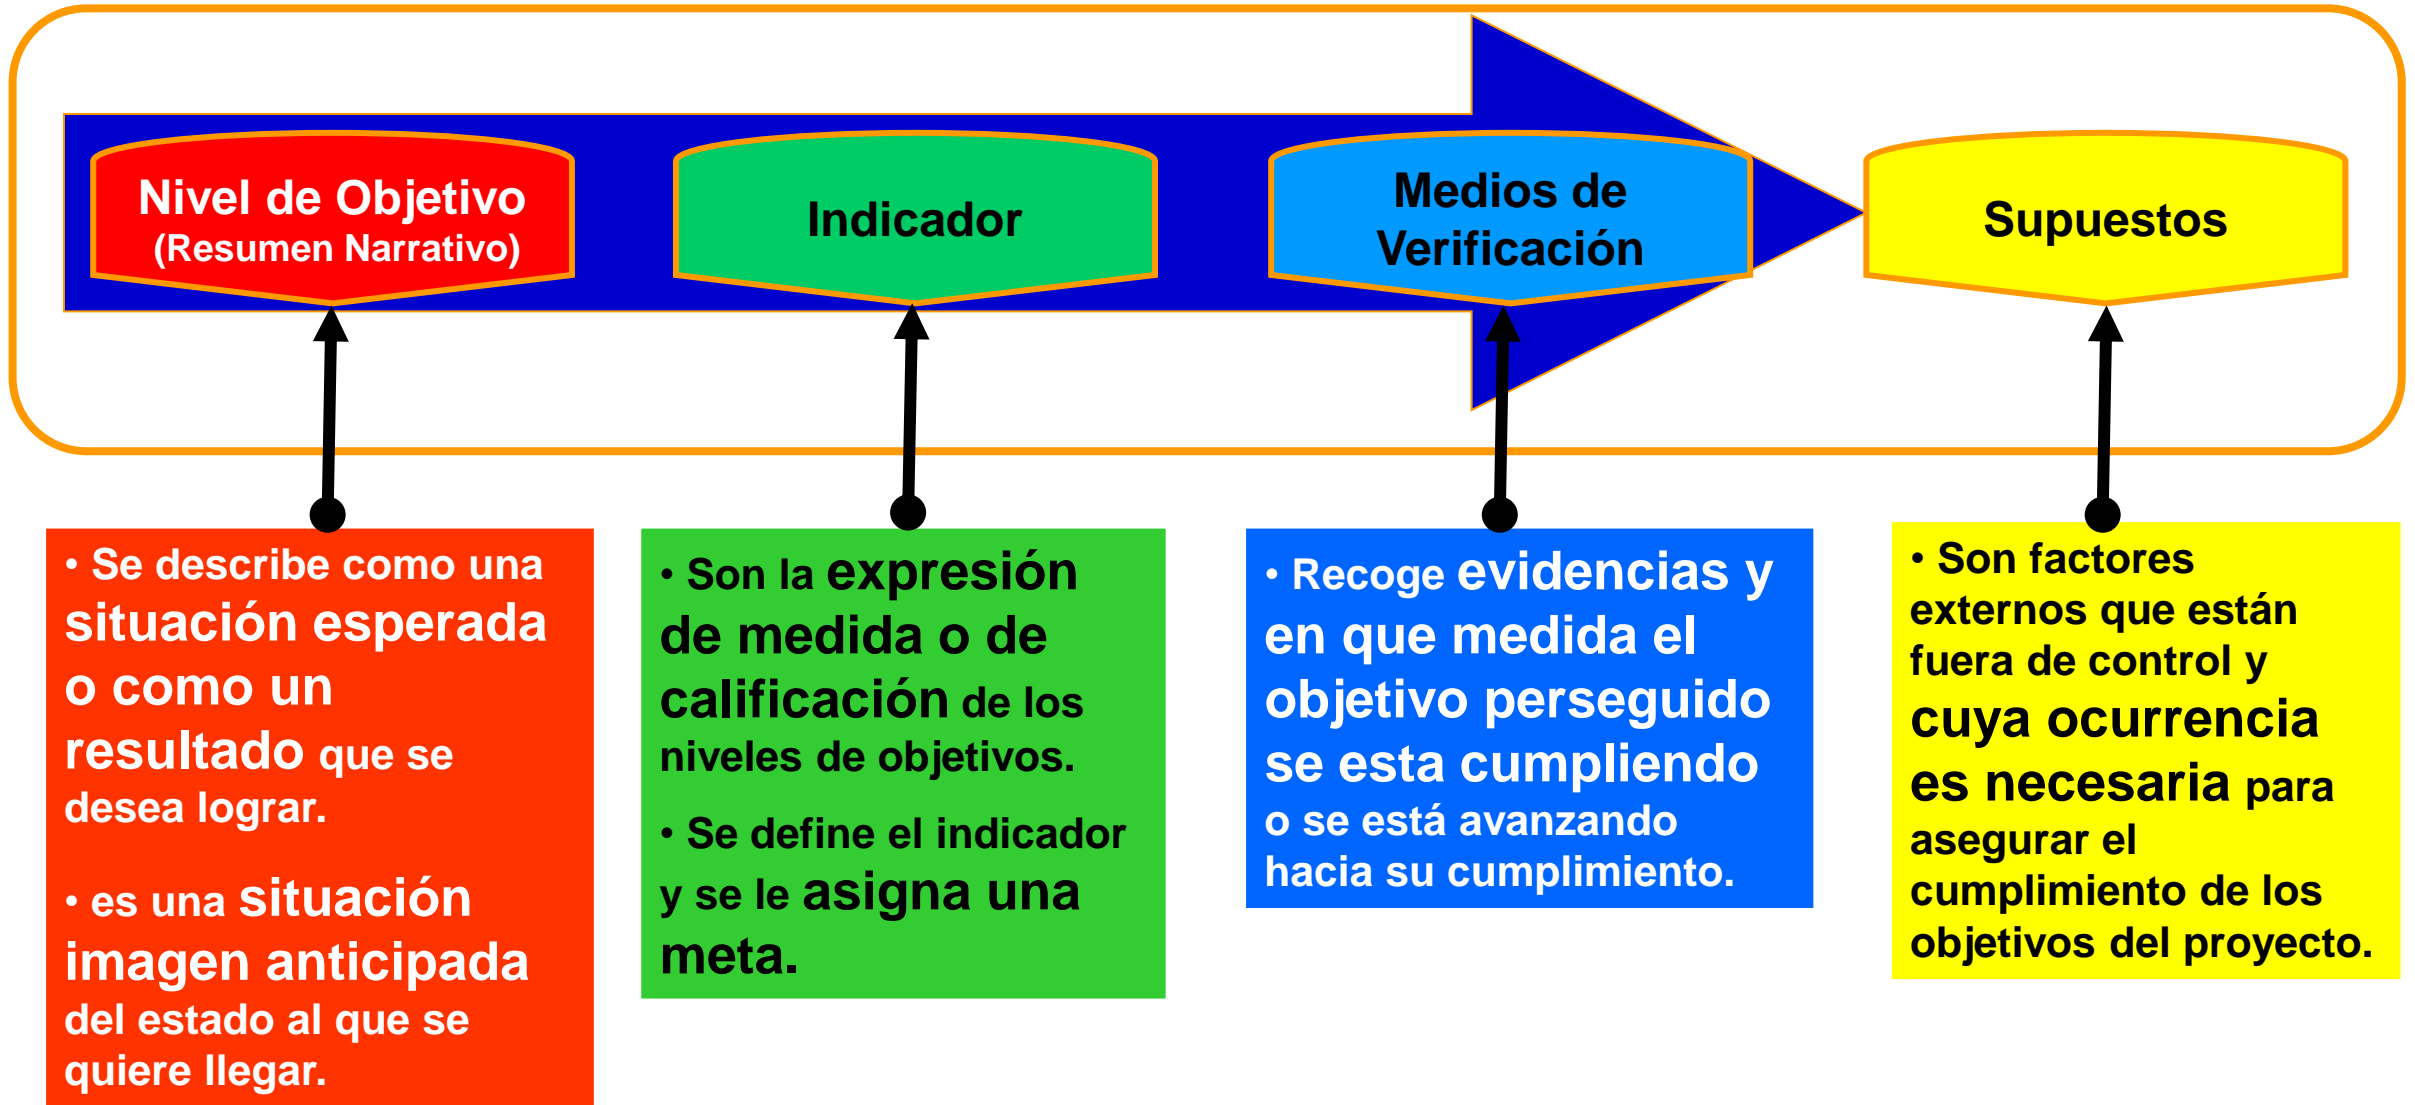 Nivel de Objetivo
(Resumen Narrativo)
Indicador
Medios de
Verificación
Supuestos
• Se describe como una
situación esperada
o como un
resultado que se
desea lograr.
• es una situación
imagen anticipada
del estado al que se
quiere llegar.
• Son la expresión
de medida o de
calificación de los
niveles de objetivos.
• Se define el indicador
y se le asigna una
meta.
• Recoge evidencias y
en que medida el
objetivo perseguido
se esta cumpliendo
o se está avanzando
hacia su cumplimiento.
• Son factores
externos que están
fuera de control y
cuya ocurrencia
es necesaria para
asegurar el
cumplimiento de los
objetivos del proyecto.